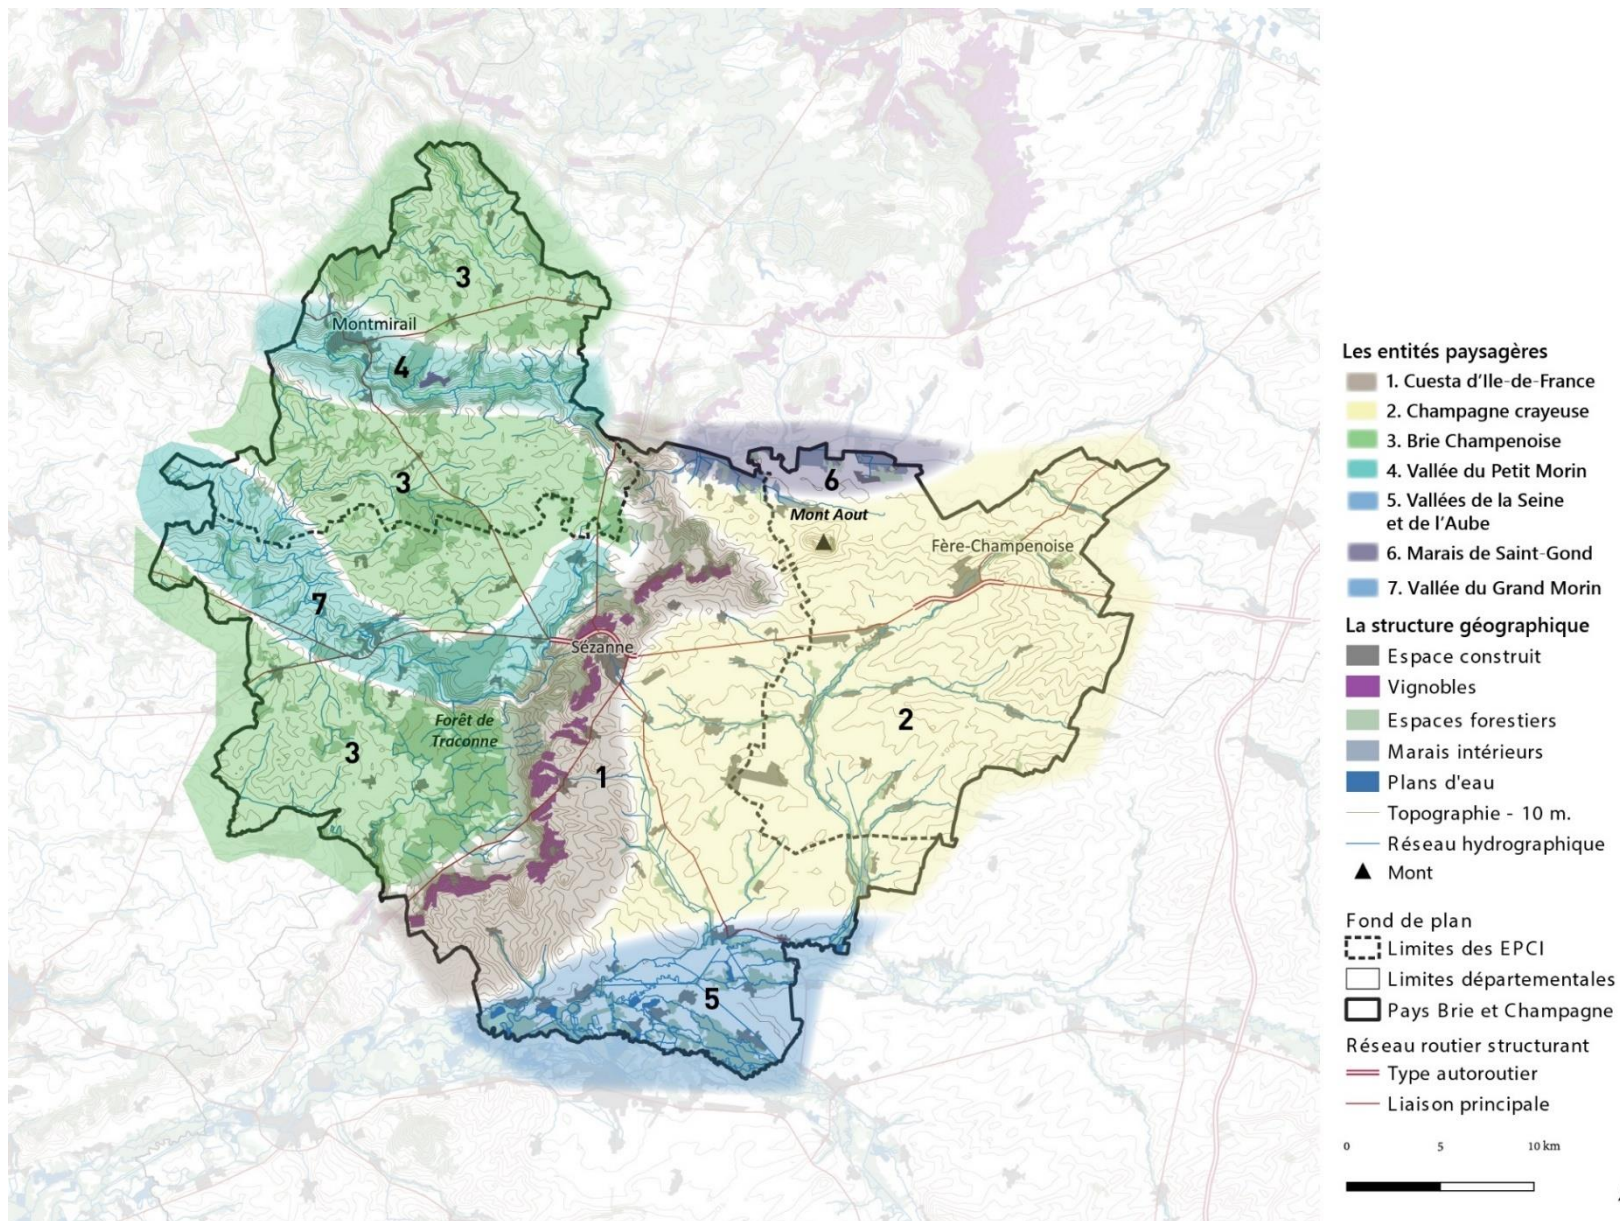 3
Montmirail
4
3
6
Mont Aout
Fère-Champenoise
7
Sézanne
Forêt de
Traconne
2
3
1
5
Les entités paysagères
1. Cuesta d'Ile-de-France
2. Champagne crayeuse
3. Brie Champenoise
4. Vallée du Petit Morin
5. Vallées de la Seine
et de l'Aube
6. Marais de Saint-Gond
7. Vallée du Grand Morin
La structure géographique
Espace construit
Vignobles
Espaces forestiers
Marais intérieurs
Plans d'eau
Topographie - 10 m.
Réseau hydrographique
Mont
Fond de plan
Limites des EPCI
Limites départementales
Pays Brie et Champagne
Réseau routier structurant
Type autoroutier
Liaison principale
0 5 10 km